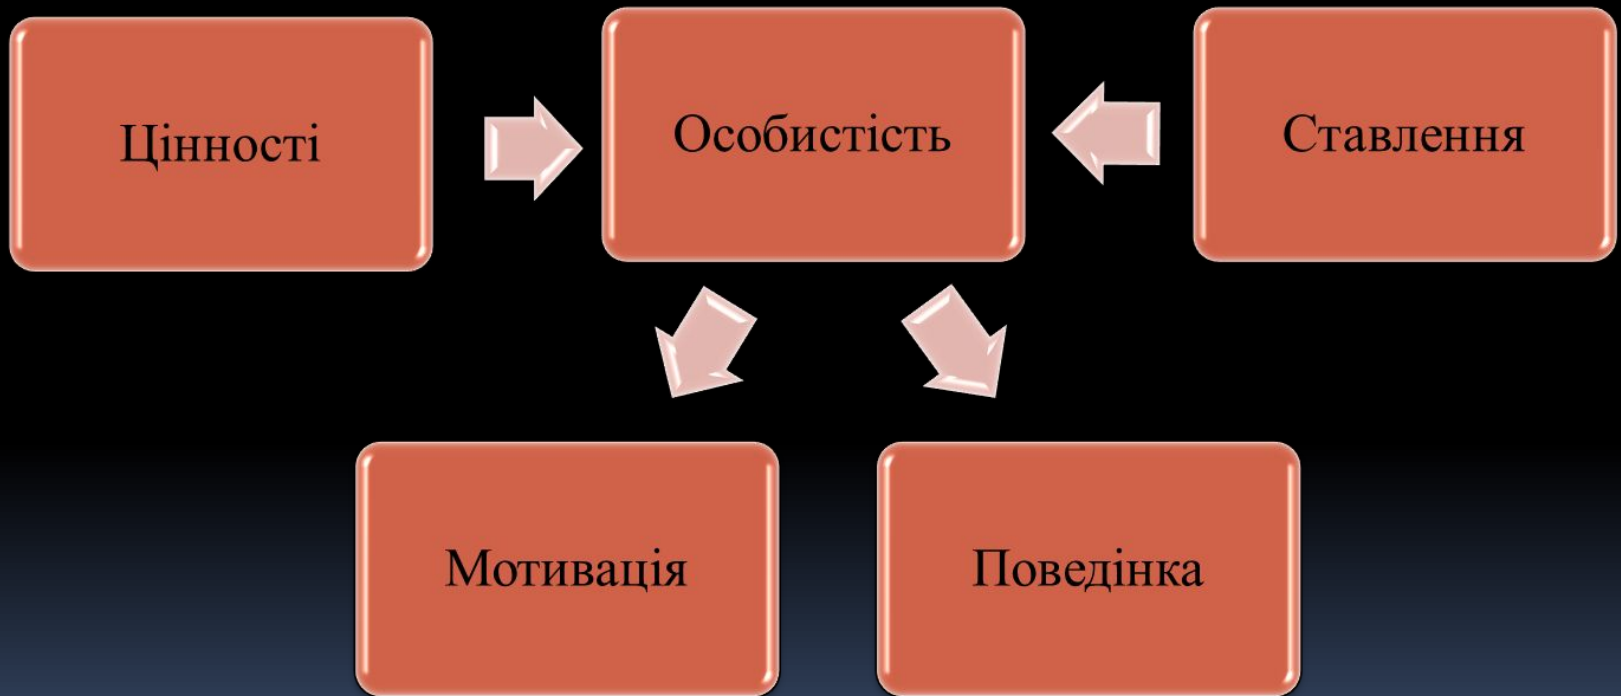 Цінності
Особистість
Ставлення
Мотивація
Поведінка